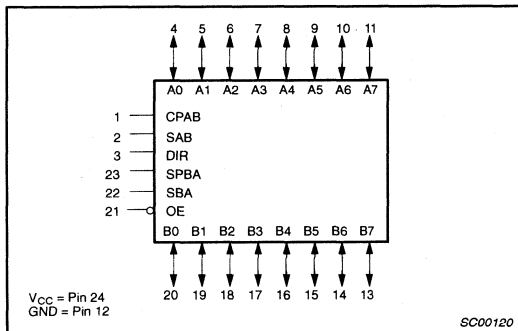 4 5 6 7 8 9 10 11
A0 A1 A2 A3 A4 A5 A6 A7
1 CPAB
2 SAB
3 DIR
23 SPBA
22 SBA
21 OE
B0 B1 B2 B3 B4 B5 B6 B7
20 19 18 17 16 15 14 13
VCC = Pin 24
GND = Pin 12
SC00120